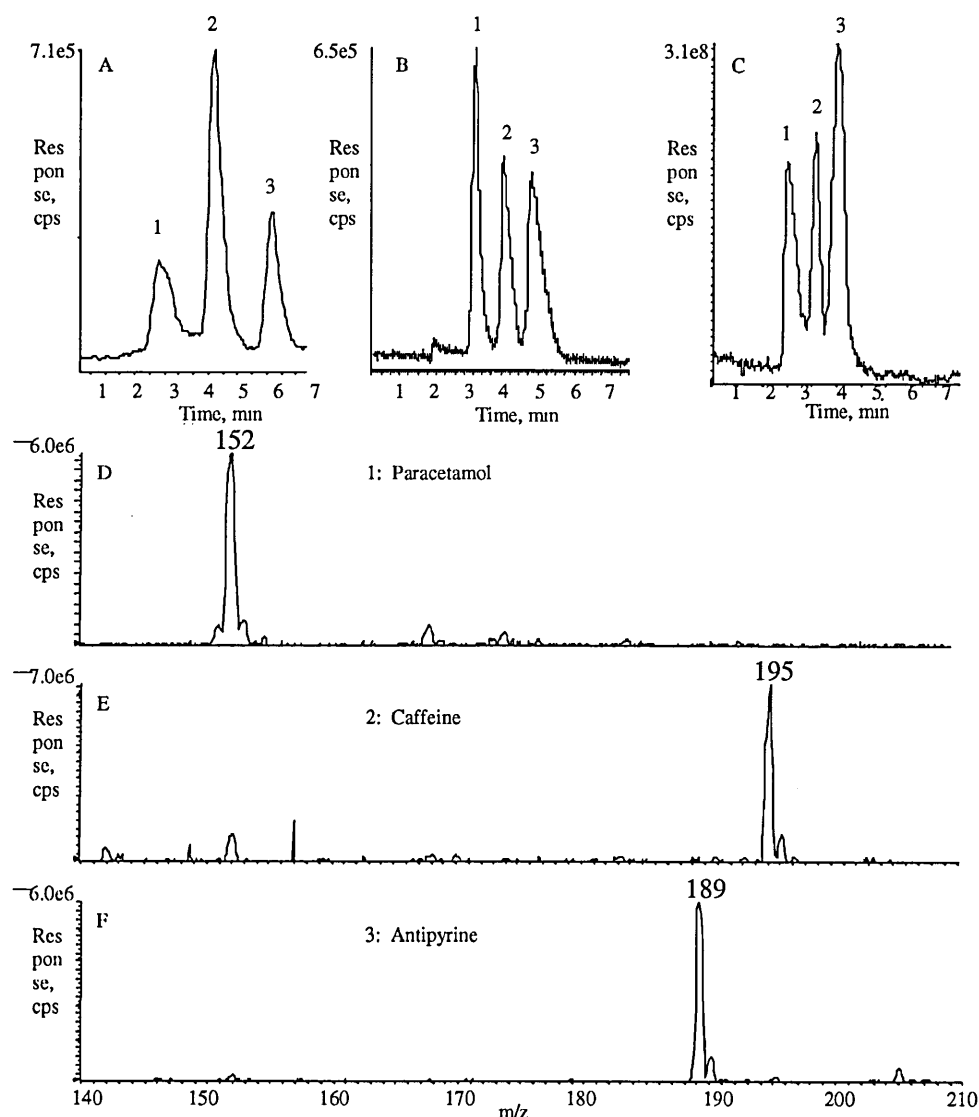 7.1e5
A
1
2
3
Res
pon
se,
cps
1 2 3 4 5 6 7
Time, min
6.5e5
B
1
2
3
Res
pon
se,
cps
1 2 3 4 5 6 7
Time, min
3.1e8
C
1
2
3
Res
pon
se,
cps
1 2 3 4 5 6 7
Time, min
6.0e6
152
D
1: Paracetamol
Res
pon
se,
cps
7.0e6
195
E
2: Caffeine
Res
pon
se,
cps
6.0e6
189
F
3: Antipyrine
Res
pon
se,
cps
140 150 160 170 180 190 200 210
m/z